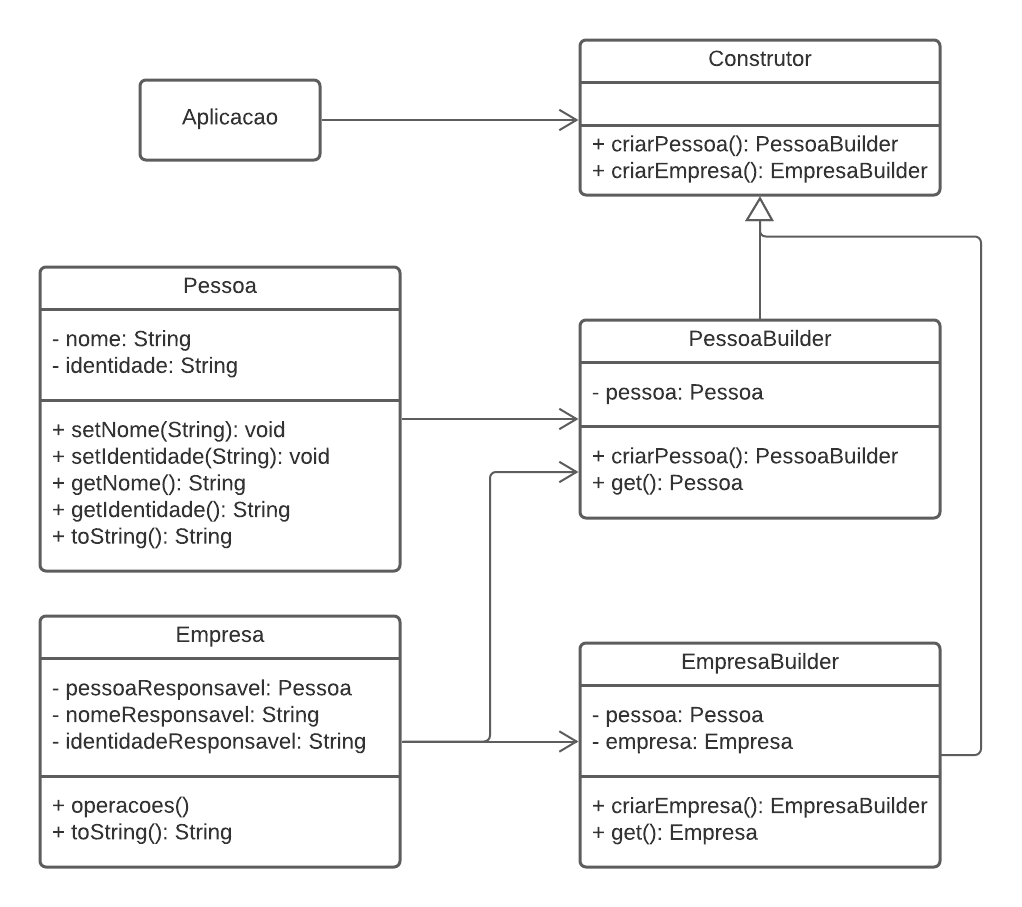 Aplicacao
Construtor
+ criarPessoa(): PessoaBuilder
+ criarEmpresa(): EmpresaBuilder
Pessoa
- nome: String
- identidade: String
+ setNome(String): void
+ setIdentidade(String): void
+ getNome(): String
+ getIdentidade(): String
+ toString(): String
PessoaBuilder
- pessoa: Pessoa
+ criarPessoa(): PessoaBuilder
+ get(): Pessoa
Empresa
- pessoaResponsavel: Pessoa
- nomeResponsavel: String
- identidadeResponsavel: String
+ operacoes()
+ toString(): String
EmpresaBuilder
- pessoa: Pessoa
- empresa: Empresa
+ criarEmpresa(): EmpresaBuilder
+ get(): Empresa